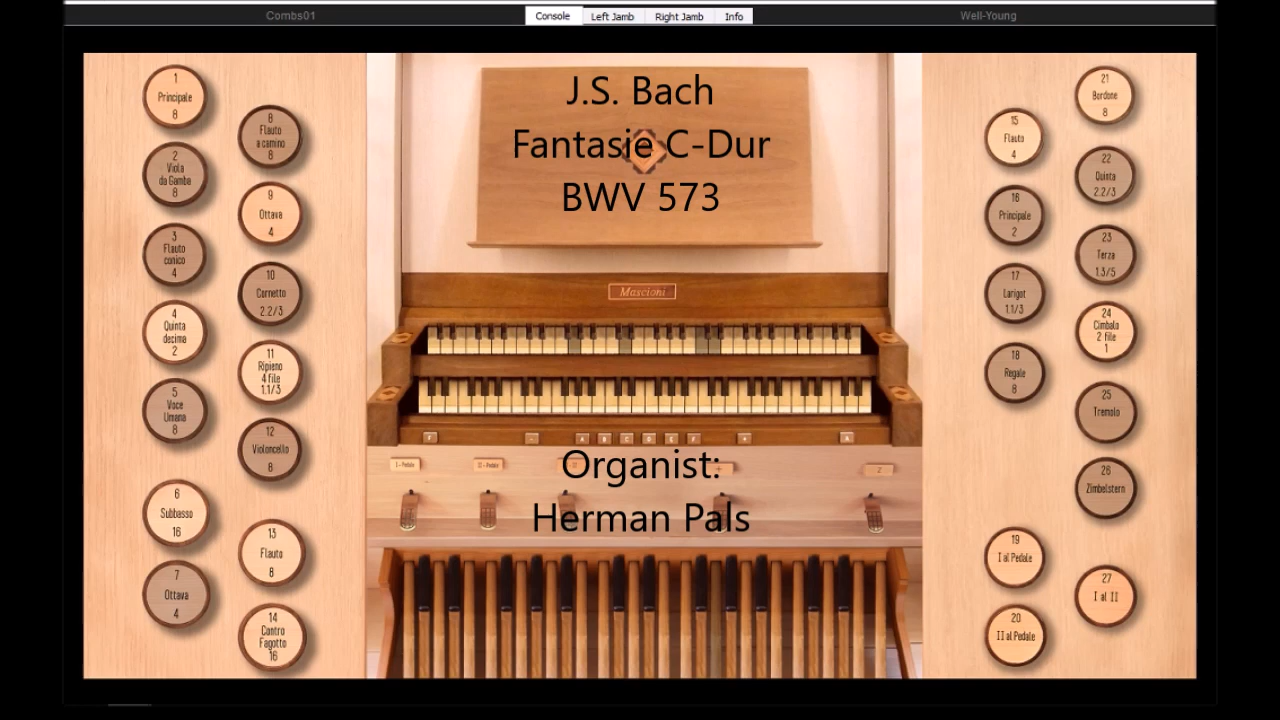 Combs01
Console
Left Jamb
Right Jamb
Info
Well-Young
J.S. Bach
Fantasie C-Dur
BWV 573
Mascioni
Organist:
Herman Pals
1
Principale
8
2
Viola
da Gamba
8
3
Flauto
conico
4
4
Quinta
decima
2
5
Voce
Umana
8
6
Subbasso
16
7
Ottava
4
8
Flauto
a camino
8
9
Ottava
4
10
Cornetto
2.2/3
11
Ripieno
4 file
1.1/3
12
Violoncello
8
13
Flauto
8
14
Contro
Fagotto
16
15
Flauto
4
16
Principale
2
17
Larigot
1.1/3
18
Regale
8
19
I al Pedale
20
II al Pedale
21
Bordone
8
22
Quinta
2.2/3
23
Terza
1.3/5
24
Cimbalo
2 file
1
25
Tremolo
26
Zimbelstern
27
I al II
F
-
A
B
C
D
E
F
+
A
I - Pedale
II - Pedale
+
Z